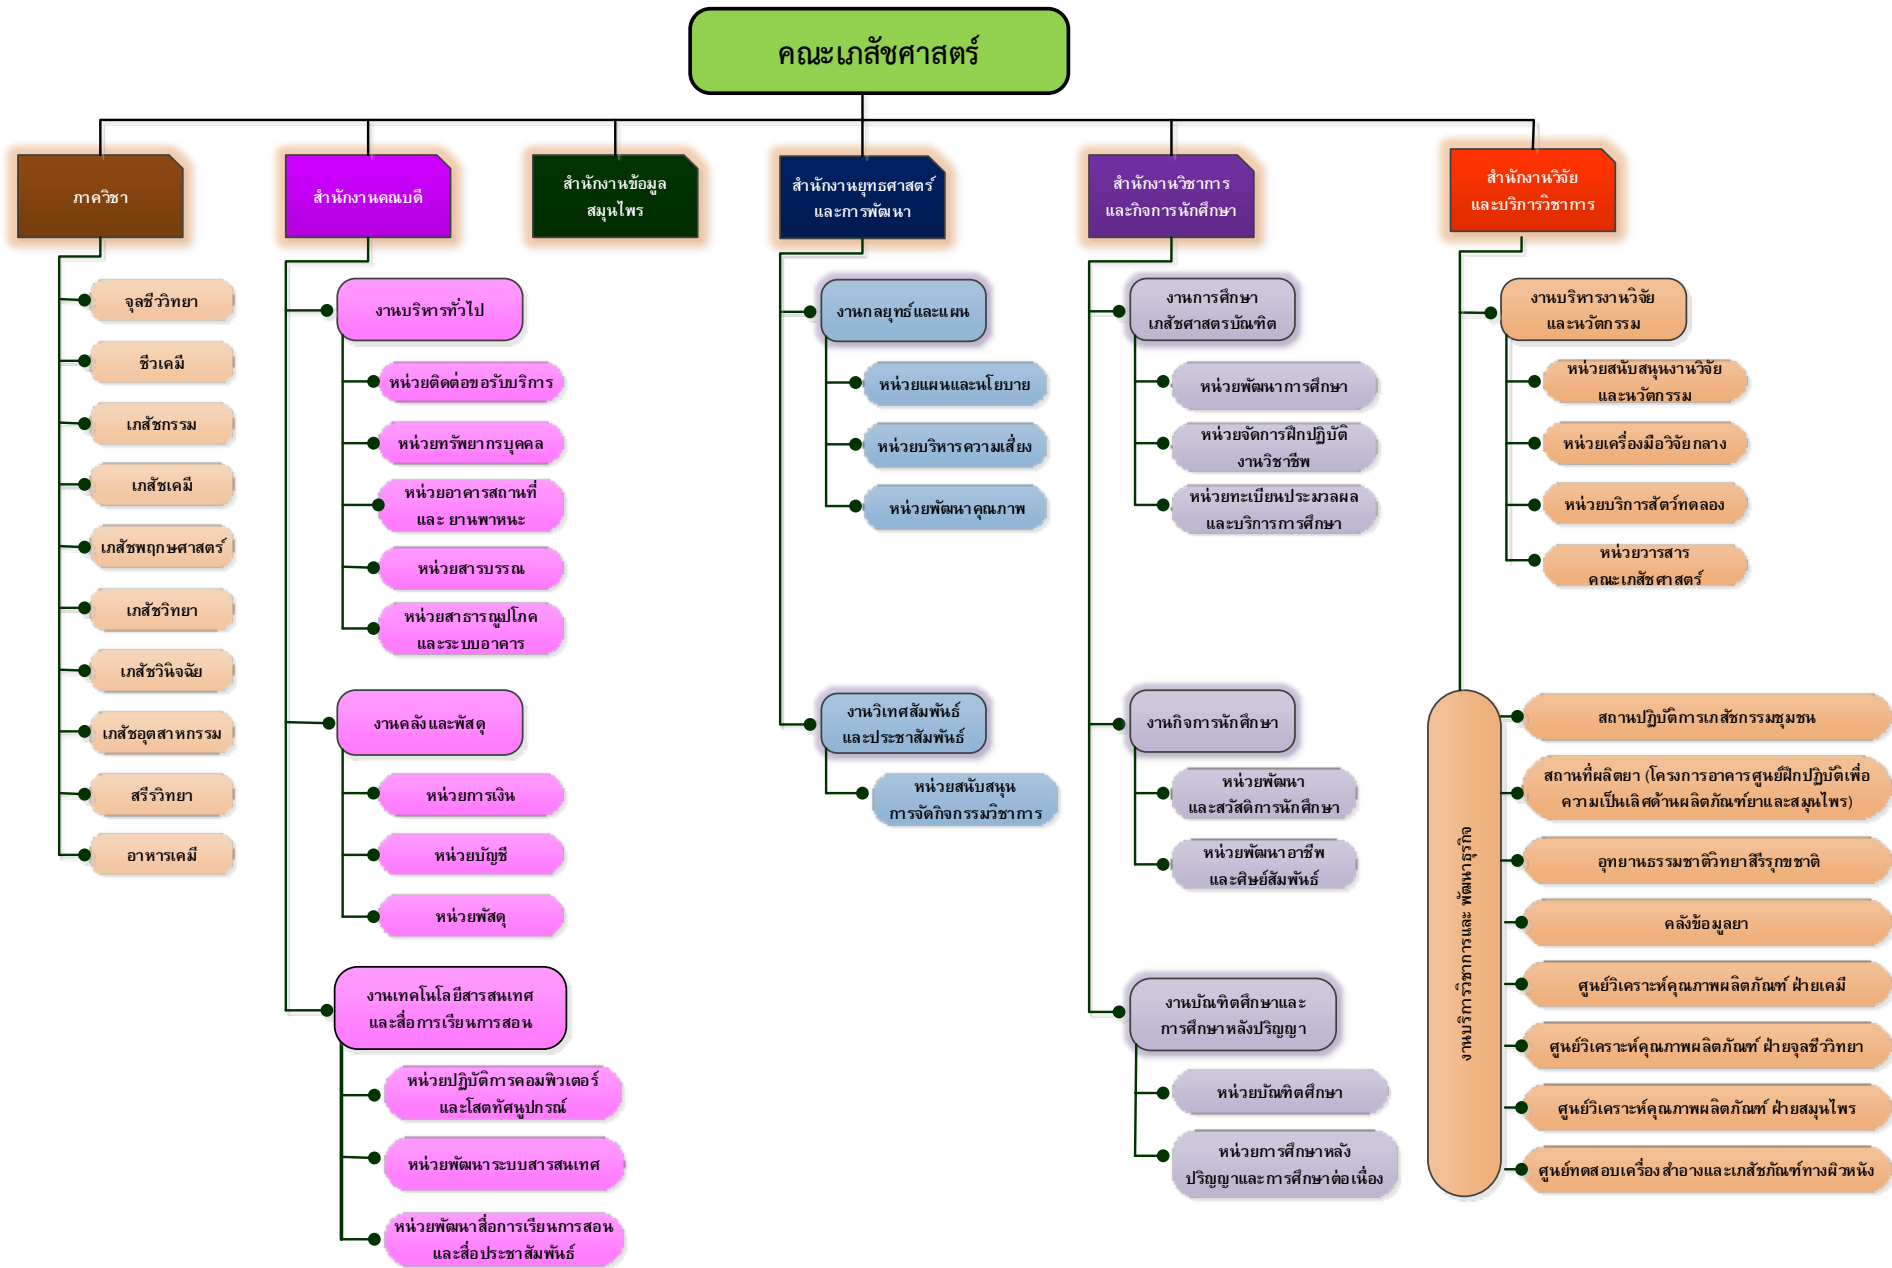 คณะเภสัชศาสตร์
ภาควิชา
จุลชีววิทยา
ชีวเคมี
เภสัชกรรม
เภสัชเคมี
เภสัชพฤกษศาสตร์
เภสัชวิทยา
เภสัชวินิจฉัย
เภสัชอุตสาหกรรม
สรีรวิทยา
อาหารเคมี
สำนักงานคณบดี
งานบริหารทั่วไป
หน่วยติดต่อขอรับบริการ
หน่วยทรัพยากรบุคคล
หน่วยอาคารสถานที่
และ ยานพาหนะ
หน่วยสารบรรณ
หน่วยสาธารณูปโภค
และระบบอาคาร
งานคลังและพัสดุ
หน่วยการเงิน
หน่วยบัญชี
หน่วยพัสดุ
งานเทคโนโลยีสารสนเทศ
และสื่อการเรียนการสอน
หน่วยปฏิบัติการคอมพิวเตอร์
และโสตทัศนูปกรณ์
หน่วยพัฒนาระบบสารสนเทศ
หน่วยพัฒนาสื่อการเรียนการสอน
และสื่อประชาสัมพันธ์
สำนักงานข้อมูล
สมุนไพร
สำนักงานยุทธศาสตร์
และการพัฒนา
งานกลยุทธ์และแผน
หน่วยแผนและนโยบาย
หน่วยบริหารความเสี่ยง
หน่วยพัฒนาคุณภาพ
งานวิเทศสัมพันธ์
และประชาสัมพันธ์
หน่วยสนับสนุน
การจัดกิจกรรมวิชาการ
สำนักงานวิชาการ
และกิจการนักศึกษา
งานการศึกษา
เภสัชศาสตรบัณฑิต
หน่วยพัฒนาการศึกษา
หน่วยจัดการฝึกปฏิบัติ
งานวิชาชีพ
หน่วยทะเบียนประมวลผล
และบริการการศึกษา
งานกิจการนักศึกษา
หน่วยพัฒนา
และสวัสดิการนักศึกษา
หน่วยพัฒนาอาชีพ
และศิษย์สัมพันธ์
งานบัณฑิตศึกษาและ
การศึกษาหลังปริญญา
หน่วยบัณฑิตศึกษา
หน่วยการศึกษาหลัง
ปริญญาและการศึกษาต่อเนื่อง
สำนักงานวิจัย
และบริการวิชาการ
งานบริหารงานวิจัย
และนวัตกรรม
หน่วยสนับสนุนงานวิจัย
และนวัตกรรม
หน่วยเครื่องมือวิจัยกลาง
หน่วยบริการสัตว์ทดลอง
หน่วยวารสาร
คณะเภสัชศาสตร์
งานบริการวิชาการและ พัฒนาธุรกิจ
สถานปฏิบัติการเภสัชกรรมชุมชน
สถานที่ผลิตยา (โครงการอาคารศูนย์ฝึกปฏิบัติเพื่อ
ความเป็นเลิศด้านผลิตภัณฑ์ยาและสมุนไพร)
อุทยานธรรมชาติวิทยาสิรีรุกขชาติ
คลังข้อมูลยา
ศูนย์วิเคราะห์คุณภาพผลิตภัณฑ์ ฝ่ายเคมี
ศูนย์วิเคราะห์คุณภาพผลิตภัณฑ์ ฝ่ายจุลชีววิทยา
ศูนย์วิเคราะห์คุณภาพผลิตภัณฑ์ ฝ่ายสมุนไพร
ศูนย์ทดสอบเครื่องสำอางและเภสัชภัณฑ์ทางผิวหนัง